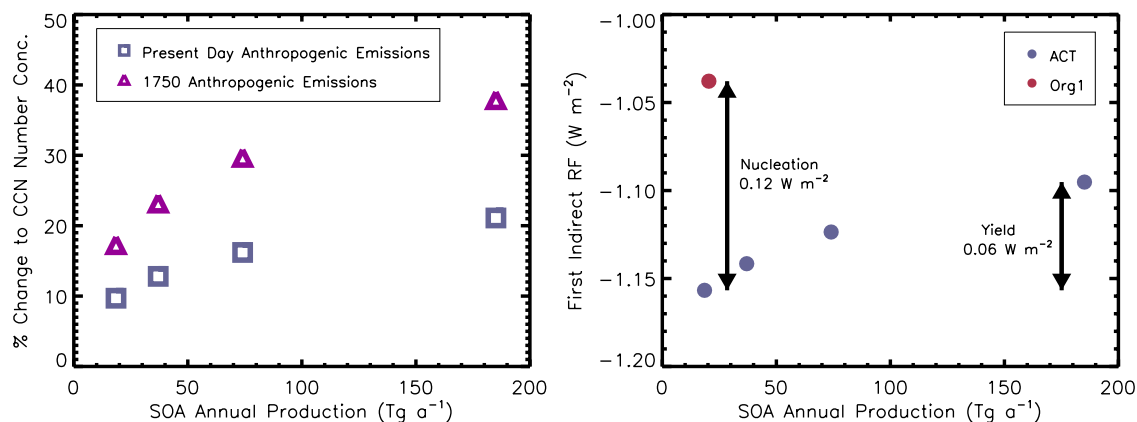 % Change to CCN Number Conc.
50
40
30
20
10
0
Present Day Anthropogenic Emissions
1750 Anthropogenic Emissions
0
50
100
150
200
SOA Annual Production (Tg a⁻¹)
First Indirect RF (W m⁻²)
−1.00
−1.05
−1.10
−1.15
−1.20
ACT
Org1
Nucleation
0.12 W m⁻²
Yield
0.06 W m⁻²
0
50
100
150
200
SOA Annual Production (Tg a⁻¹)